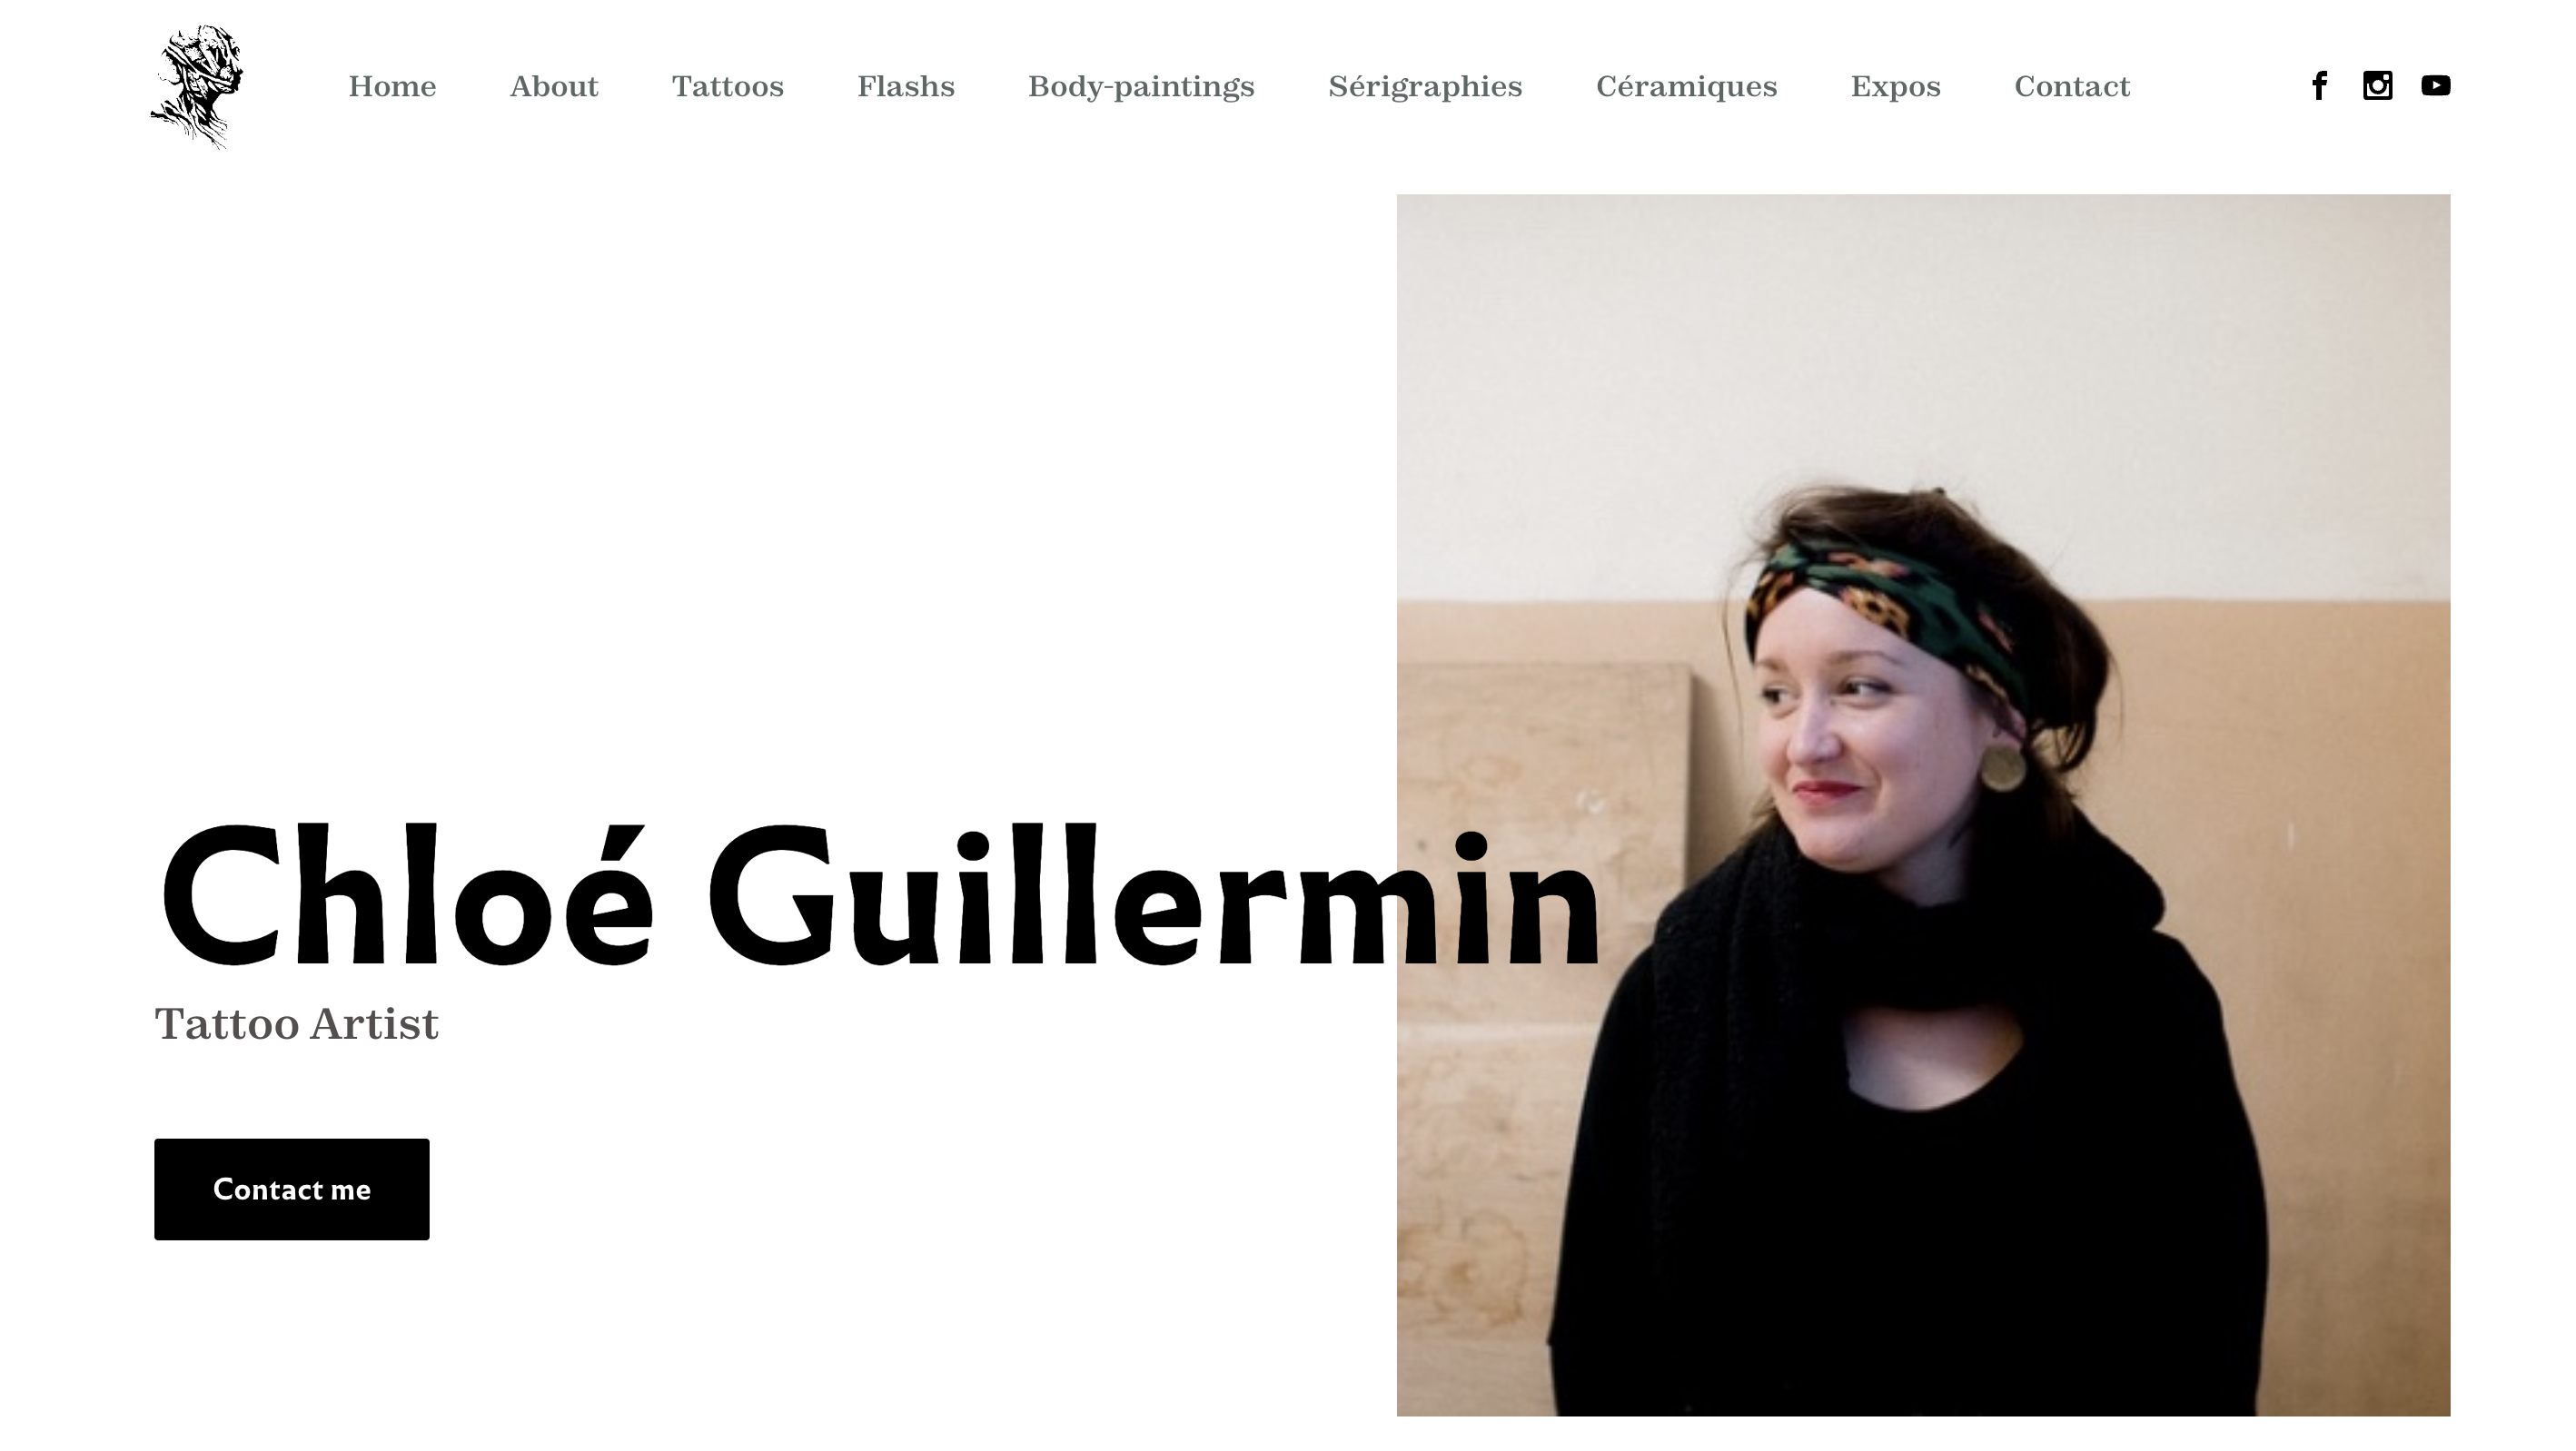 Home About Tattoos Flashs Body-paintings Sérigraphies Céramiques Expos Contact
Chloé Guillermin
Tattoo Artist
Contact me